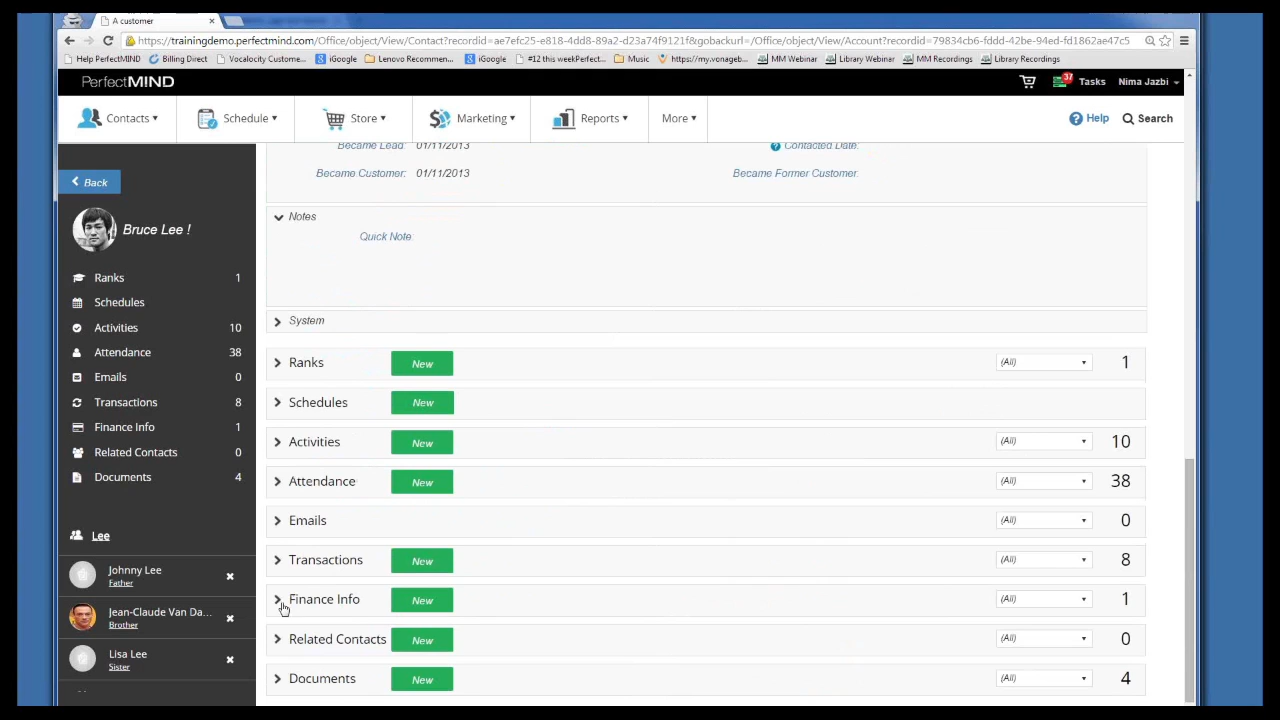 A customer
https://trainingdemo.perfectmind.com/Office/object/View/Contact?recordid=ae7efc25-e818-4dd8-89a2-d23a74f9121f&gobackurl=/Office/object/View/Account?recordid=79834cb6-fddd-42be-94ed-fd1862ae47c5
Help PerfectMIND Billing Direct Vocalocity Custome... iGoogle Lenovo Recommen... iGoogle #12 this weekPerfect... Music https://my.vonageb... MM Webinar Library Webinar MM Recordings Library Recordings
PerfectMIND 37 Tasks Nima Jazbi
Contacts Schedule Store Marketing Reports More Help Search
Back
Bruce Lee !
Ranks 1
Schedules
Activities 10
Attendance 38
Emails 0
Transactions 8
Finance Info 1
Related Contacts 0
Documents 4
Lee
Johnny Lee
Father
Jean-Claude Van Da...
Brother
Lisa Lee
Sister
Became Lead: 01/11/2013 Contacted Date:
Became Customer: 01/11/2013 Became Former Customer:
Notes
Quick Note:
System
Ranks New (All) 1
Schedules New
Activities New (All) 10
Attendance New (All) 38
Emails (All) 0
Transactions New (All) 8
Finance Info New (All) 1
Related Contacts New (All) 0
Documents New (All) 4